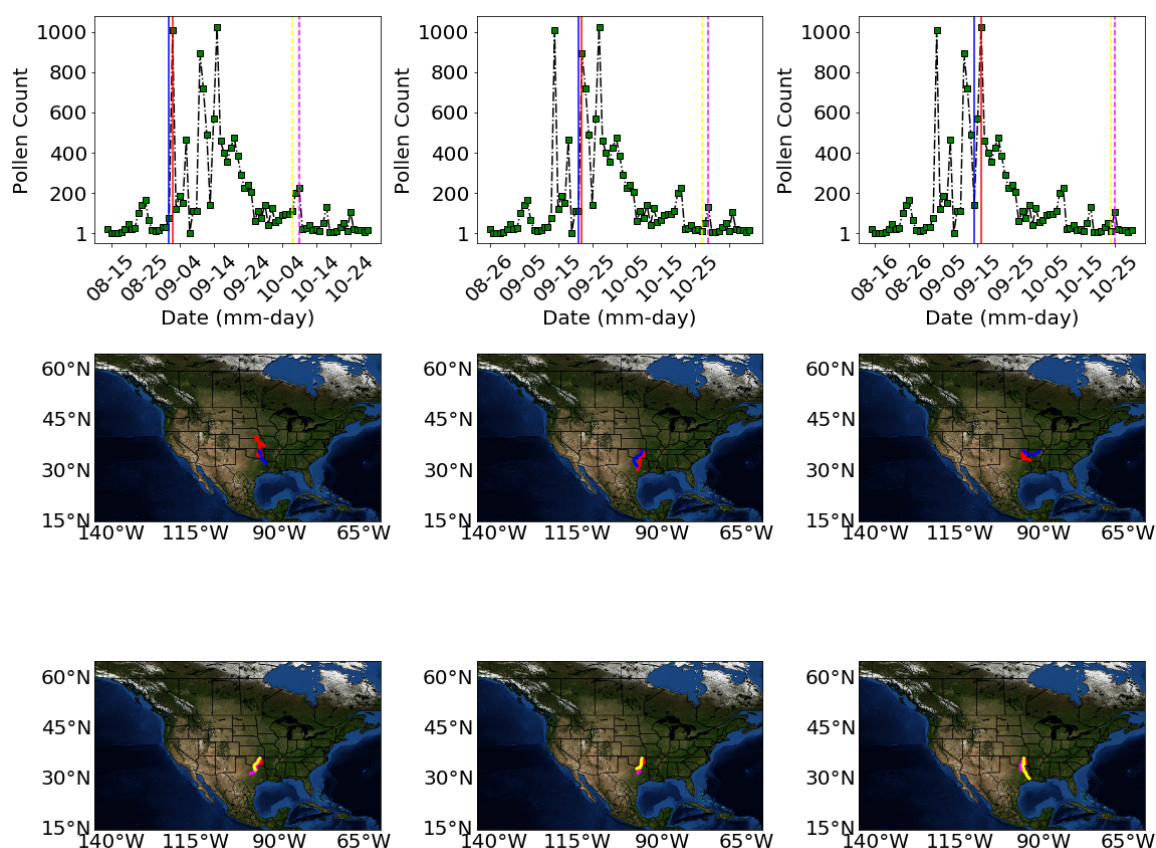 Pollen Count
1000
800
600
400
200
1
08-15
08-25
09-04
09-14
09-24
10-04
10-14
10-24
Date (mm-day)
Pollen Count
1000
800
600
400
200
1
08-26
09-05
09-15
09-25
10-05
10-15
10-25
Date (mm-day)
Pollen Count
1000
800
600
400
200
1
08-16
08-26
09-05
09-15
09-25
10-05
10-15
10-25
Date (mm-day)
60°N
45°N
30°N
15°N
140°W 115°W 90°W 65°W
60°N
45°N
30°N
15°N
140°W 115°W 90°W 65°W
60°N
45°N
30°N
15°N
140°W 115°W 90°W 65°W
60°N
45°N
30°N
15°N
140°W 115°W 90°W 65°W
60°N
45°N
30°N
15°N
140°W 115°W 90°W 65°W
60°N
45°N
30°N
15°N
140°W 115°W 90°W 65°W